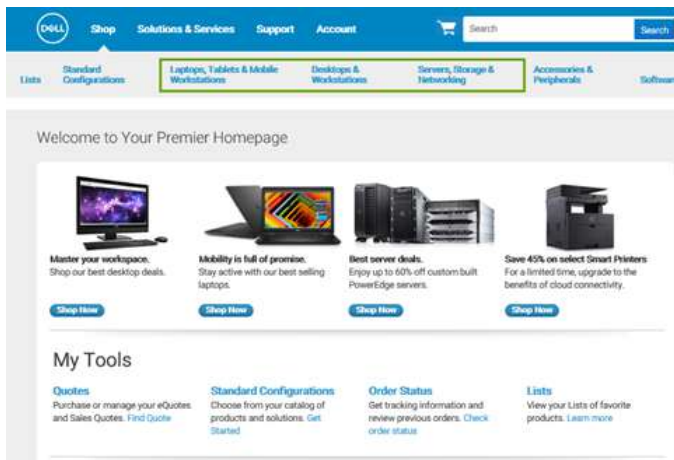 DELL
Shop
Solutions & Services
Support
Account
Search
Search
Lists
Standard
Configurations
Laptops, Tablets & Mobile
Workstations
Desktops &
Workstations
Servers, Storage &
Networking
Accessories &
Peripherals
Softwar
Welcome to Your Premier Homepage
Master your workspace.
Shop our best desktop deals.
Shop Now
Mobility is full of promise.
Stay active with our best selling
laptops.
Shop Now
Best server deals.
Enjoy up to 60% off custom built
PowerEdge servers.
Shop Now
Save 45% on select Smart Printers
For a limited time, upgrade to the
benefits of cloud connectivity.
Shop Now
My Tools
Quotes
Purchase or manage your eQuotes
and Sales Quotes. Find Quote
Standard Configurations
Choose from your catalog of
products and solutions. Get
Started
Order Status
Get tracking information and
review previous orders. Check
order status
Lists
View your Lists of favorite
products. Learn more